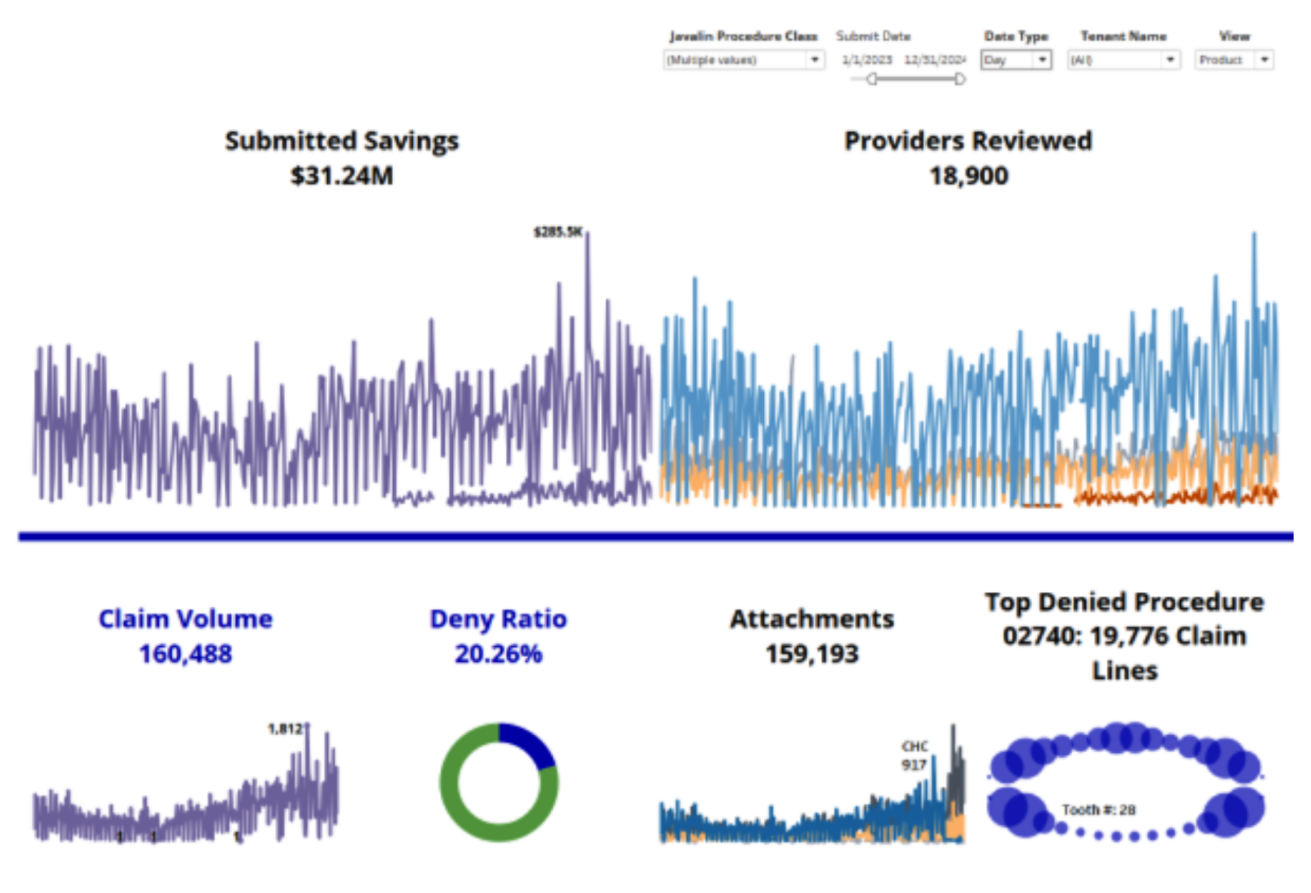 Javalin Procedure Class
Submit Date
Date Type
Tenant Name
View
(Multiple values)
1/1/2023
12/31/2024
Day
(All)
Product
Submitted Savings
$31.24M
Providers Reviewed
18,900
$285.5K
Claim Volume
160,488
Deny Ratio
20.26%
Attachments
159,193
Top Denied Procedure
02740: 19,776 Claim
Lines
1,812
1
1
1
CHC
917
Tooth #: 28